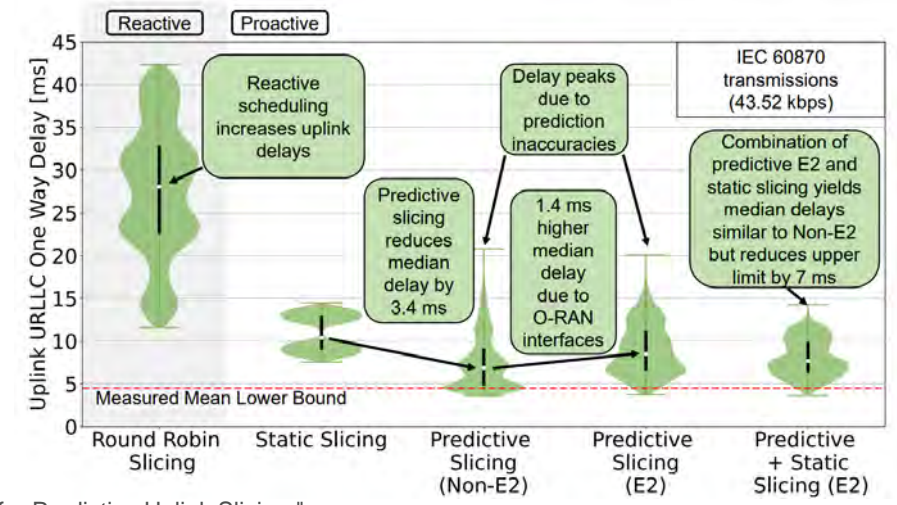 Reactive
Proactive
Uplink URLLC One Way Delay [ms]
45
40
35
30
25
20
15
10
5
0
IEC 60870
transmissions
(43.52 kbps)
Reactive
scheduling
increases uplink
delays
Delay peaks
due to
prediction
inaccuracies
Combination of
predictive E2 and
static slicing yields
median delays
similar to Non-E2
but reduces upper
limit by 7 ms
Predictive
slicing
reduces
median
delay by
3.4 ms
1.4 ms
higher
median
delay
due to
O-RAN
interfaces
Measured Mean Lower Bound
Round Robin
Slicing
Static Slicing
Predictive
Slicing
(Non-E2)
Predictive
Slicing
(E2)
Predictive
+ Static
Slicing (E2)